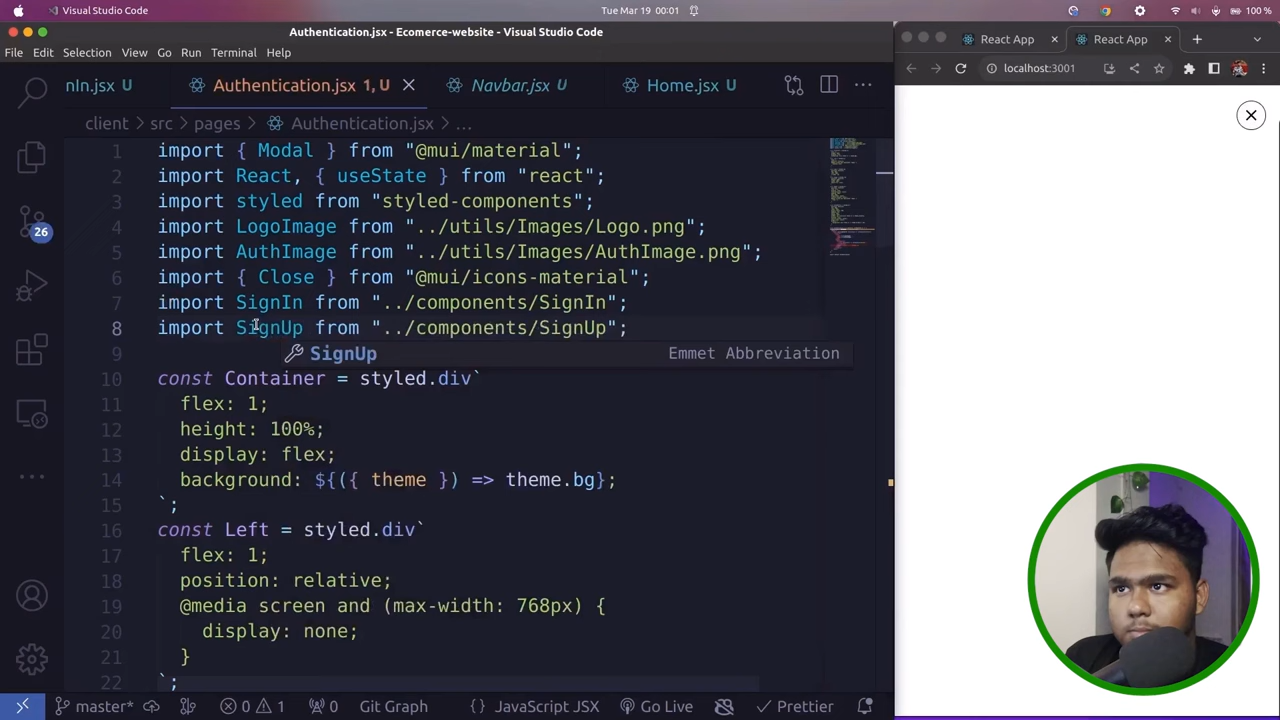 Visual Studio Code
Tue Mar 19 00:01
100 %
Authentication.jsx - Ecomerce-website - Visual Studio Code
File Edit Selection View Go Run Terminal Help
React App
React App
localhost:3001
nIn.jsx U
Authentication.jsx 1, U
Navbar.jsx U
Home.jsx U
client > src > pages > Authentication.jsx > ...
1 import { Modal } from "@mui/material";
2 import React, { useState } from "react";
3 import styled from "styled-components";
4 import LogoImage from "../utils/Images/Logo.png";
5 import AuthImage from "../utils/Images/AuthImage.png";
6 import { Close } from "@mui/icons-material";
7 import SignIn from "../components/SignIn";
8 import SignUp from "../components/SignUp";
SignUp Emmet Abbreviation
9
10 const Container = styled.div`
11 flex: 1;
12 height: 100%;
13 display: flex;
14 background: ${({ theme }) => theme.bg};
15 `;
16 const Left = styled.div`
17 flex: 1;
18 position: relative;
19 @media screen and (max-width: 768px) {
20 display: none;
21 }
22 `;
26
master* 0 1 0 Git Graph { } JavaScript JSX Go Live Prettier